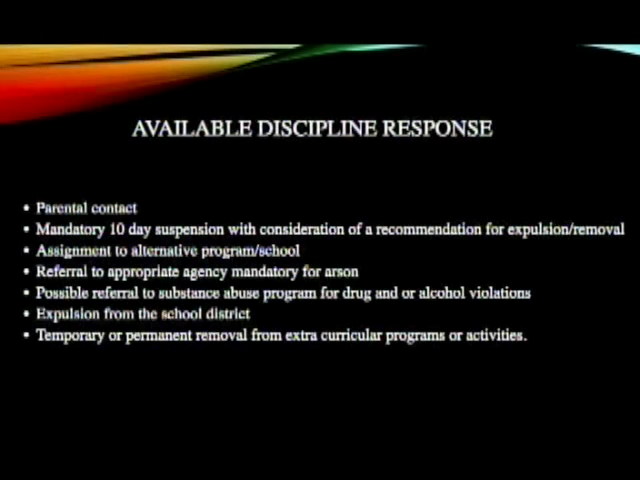 AVAILABLE DISCIPLINE RESPONSE
• Parental contact
• Mandatory 10 day suspension with consideration of a recommendation for expulsion/removal
• Assignment to alternative program/school
• Referral to appropriate agency mandatory for arson
• Possible referral to substance abuse program for drug and or alcohol violations
• Expulsion from the school district
• Temporary or permanent removal from extra curricular programs or activities.